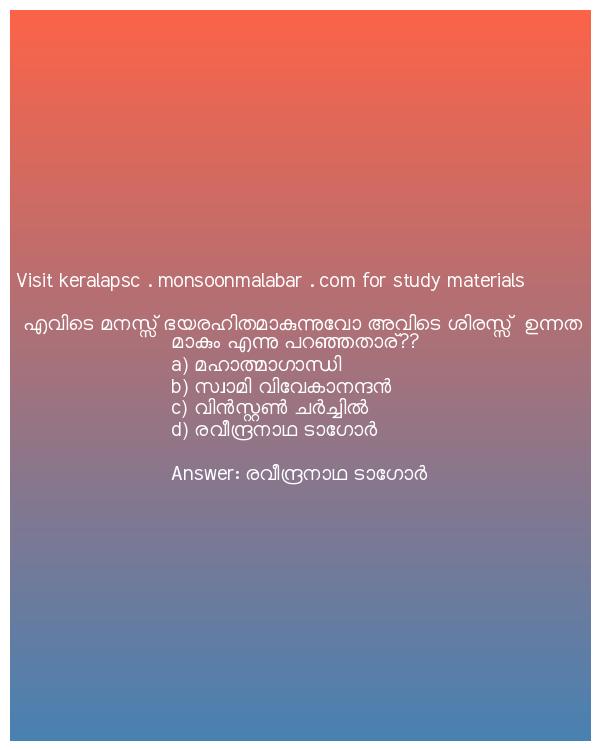 Visit keralapsc . monsoonmalabar . com for study materials
എവിടെ മനസ്സ് ഭയരഹിതമാകുന്നുവോ അവിടെ ശിരസ്സ്  ഉന്നത
മാകും എന്നു പറഞ്ഞതാര്??
a) മഹാത്മാഗാന്ധി
b) സ്വാമി വിവേകാനന്ദൻ
c) വിൻസ്റ്റൺ ചർച്ചിൽ
d) രവീന്ദ്രനാഥ ടാഗോർ
Answer: രവീന്ദ്രനാഥ ടാഗോർ